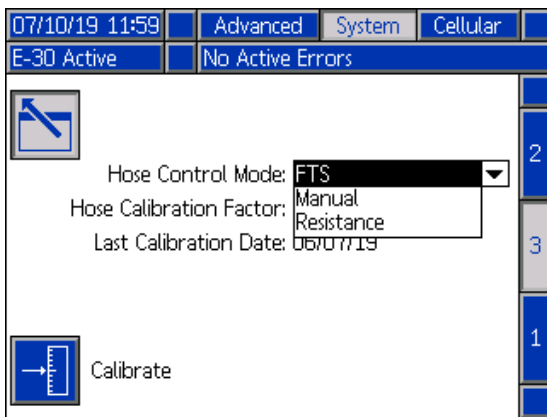 07/10/19 11:59 Advanced System Cellular
E-30 Active No Active Errors
2
Hose Control Mode: FTS
Manual
Hose Calibration Factor:
Resistance
Last Calibration Date: 06/07/19
3
1
Calibrate